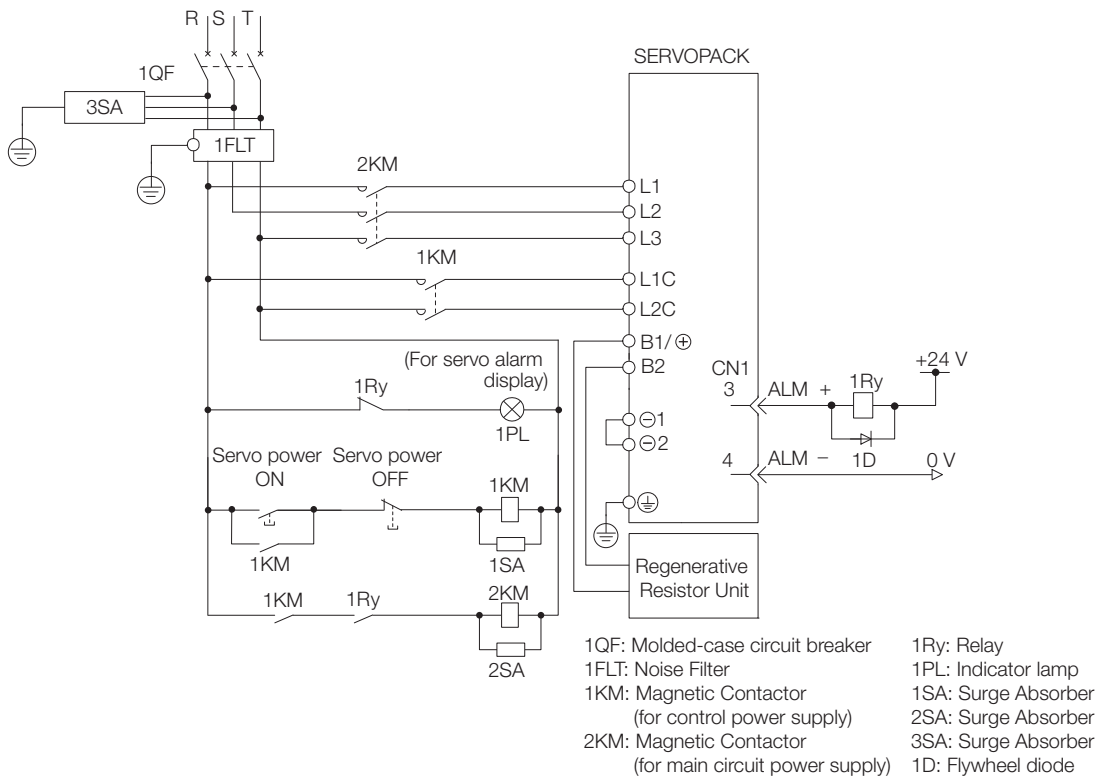 R S T
SERVOPACK
1QF
3SA
1FLT
2KM
L1
L2
L3
1KM
L1C
L2C
B1/⊕
B2
(For servo alarm
display)
1Ry
1PL
CN1
+24 V
3 ALM + 1Ry
⊖1
⊖2
1D
4 ALM − 0 V
Servo power
ON
Servo power
OFF
1KM
1KM
1SA
Regenerative
Resistor Unit
1KM 1Ry 2KM
2SA
1QF: Molded-case circuit breaker
1FLT: Noise Filter
1KM: Magnetic Contactor
(for control power supply)
2KM: Magnetic Contactor
(for main circuit power supply)
1Ry: Relay
1PL: Indicator lamp
1SA: Surge Absorber
2SA: Surge Absorber
3SA: Surge Absorber
1D: Flywheel diode